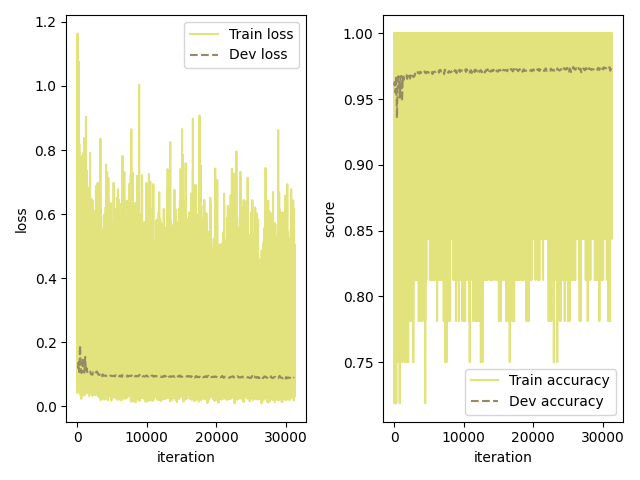 1.2
1.0
0.8
0.6
0.4
0.2
0.0
loss
0
10000
20000
30000
iteration
Train loss
Dev loss
1.00
0.95
0.90
0.85
0.80
0.75
score
0
10000
20000
30000
iteration
Train accuracy
Dev accuracy